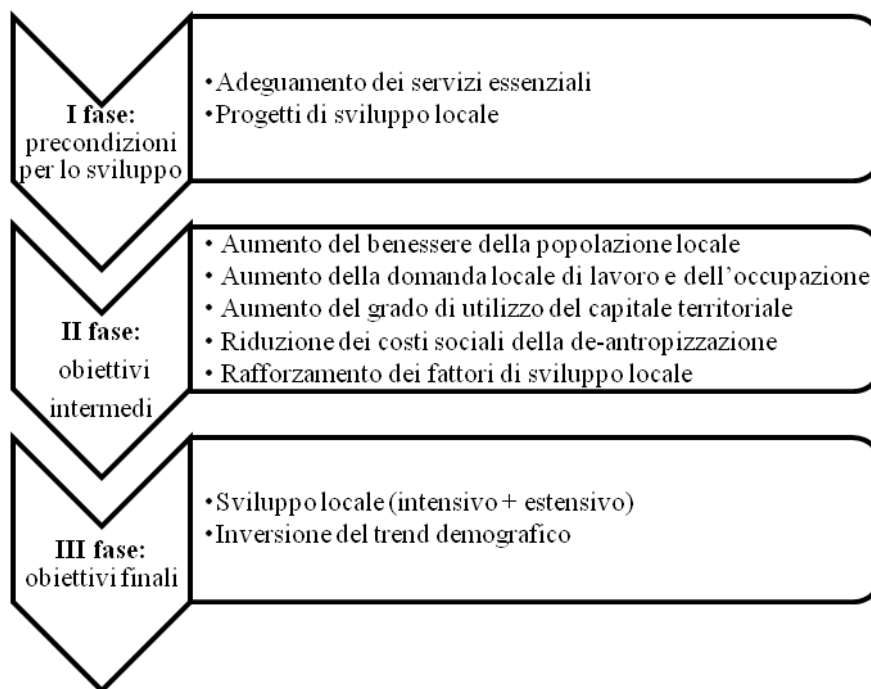 I fase:
precondizioni
per lo sviluppo
• Adeguamento dei servizi essenziali
• Progetti di sviluppo locale
II fase:
obiettivi
intermedi
• Aumento del benessere della popolazione locale
• Aumento della domanda locale di lavoro e dell’occupazione
• Aumento del grado di utilizzo del capitale territoriale
• Riduzione dei costi sociali della de-antropizzazione
• Rafforzamento dei fattori di sviluppo locale
III fase:
obiettivi finali
• Sviluppo locale (intensivo + estensivo)
• Inversione del trend demografico